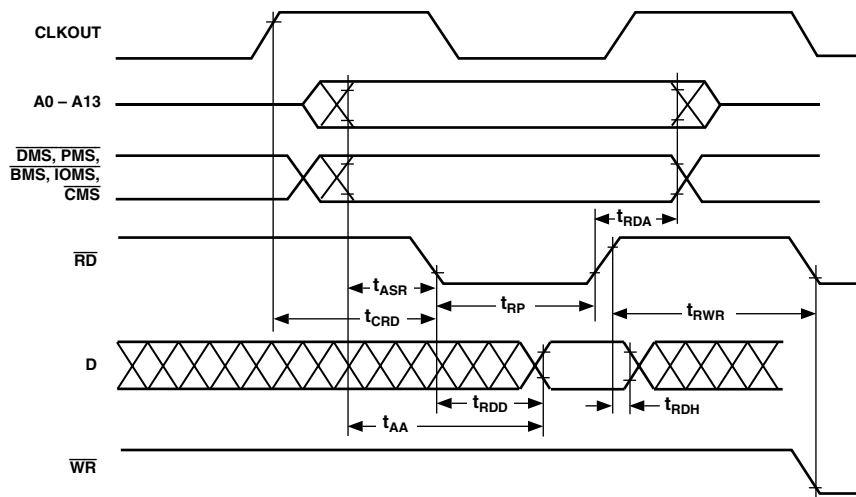 CLKOUT
A0 – A13
DMS, PMS,
BMS, IOMS,
CMS
tRDA
RD
tASR
tCRD
tRP
tRWR
D
tRDD
tRDH
tAA
WR